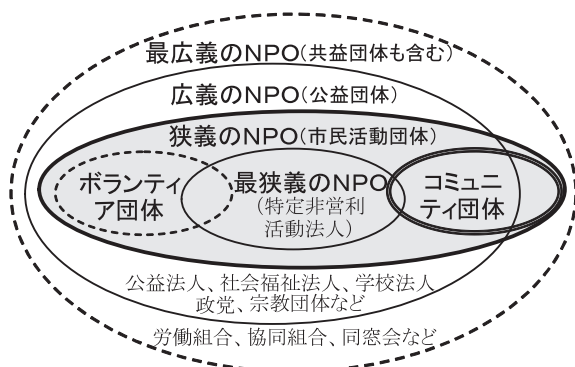 最広義のNPO(共益団体も含む)
広義のNPO(公益団体)
狭義のNPO(市民活動団体)
ボランティ
ア団体
最狭義のNPO
(特定非営利
活動法人)
コミュニ
ティ団体
公益法人、社会福祉法人、学校法人
政党、宗教団体など
労働組合、協同組合、同窓会など